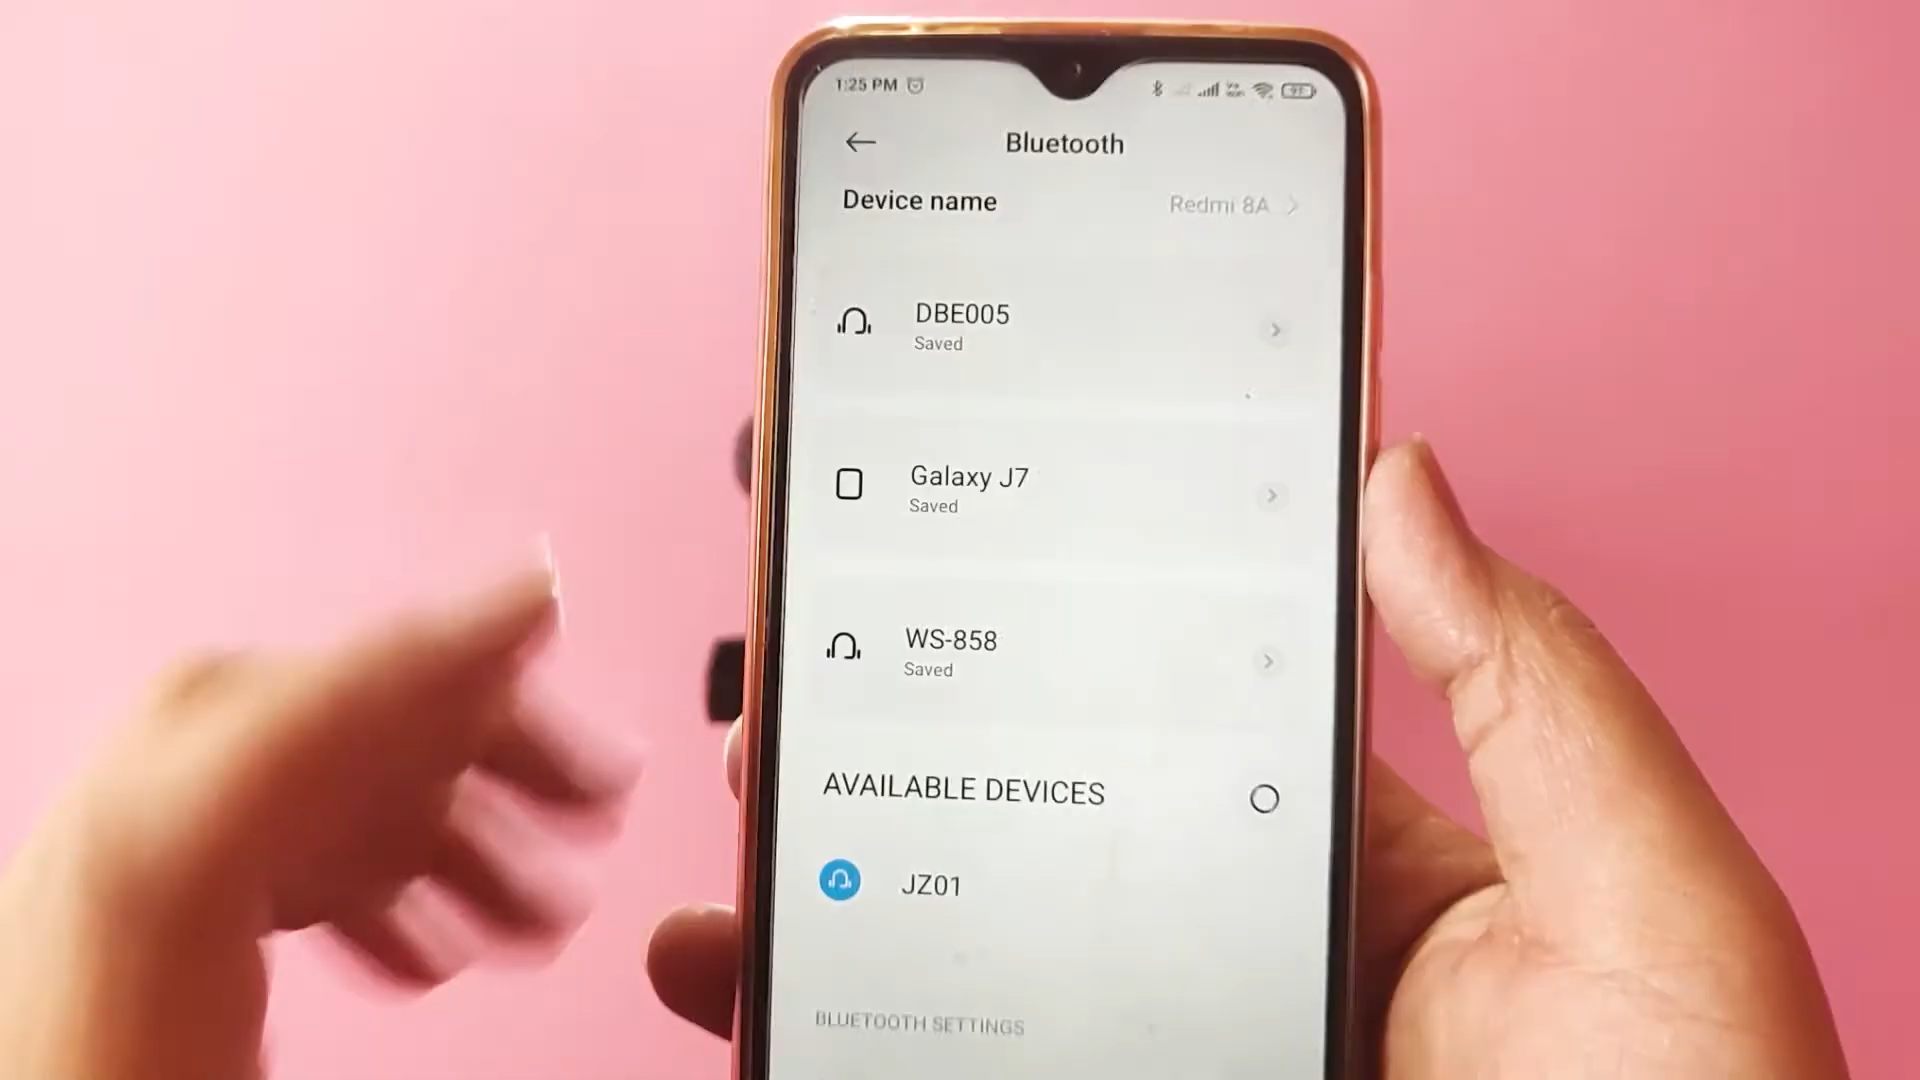 1:25 PM
Bluetooth
Device name
Redmi 8A
DBE005
Saved
Galaxy J7
Saved
WS-858
Saved
AVAILABLE DEVICES
JZ01
BLUETOOTH SETTINGS